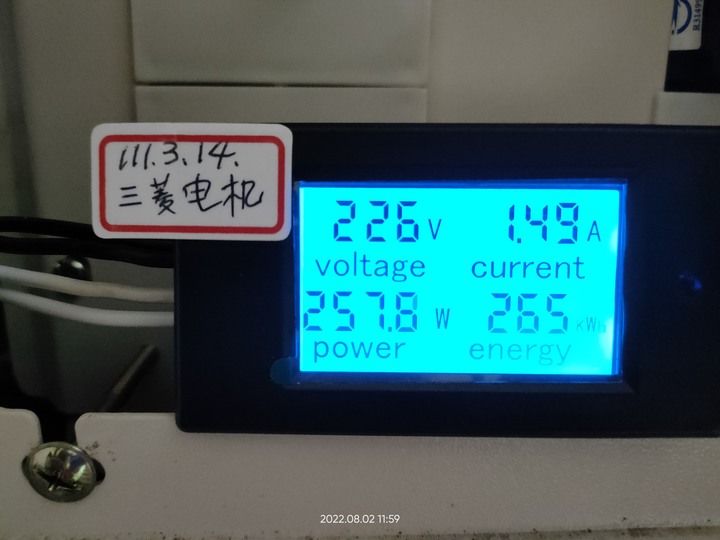 111.3.14.
三菱电机
226 V 1.49 A
voltage current
257.8 W 265 kWh
power energy
2022.08.02 11:59